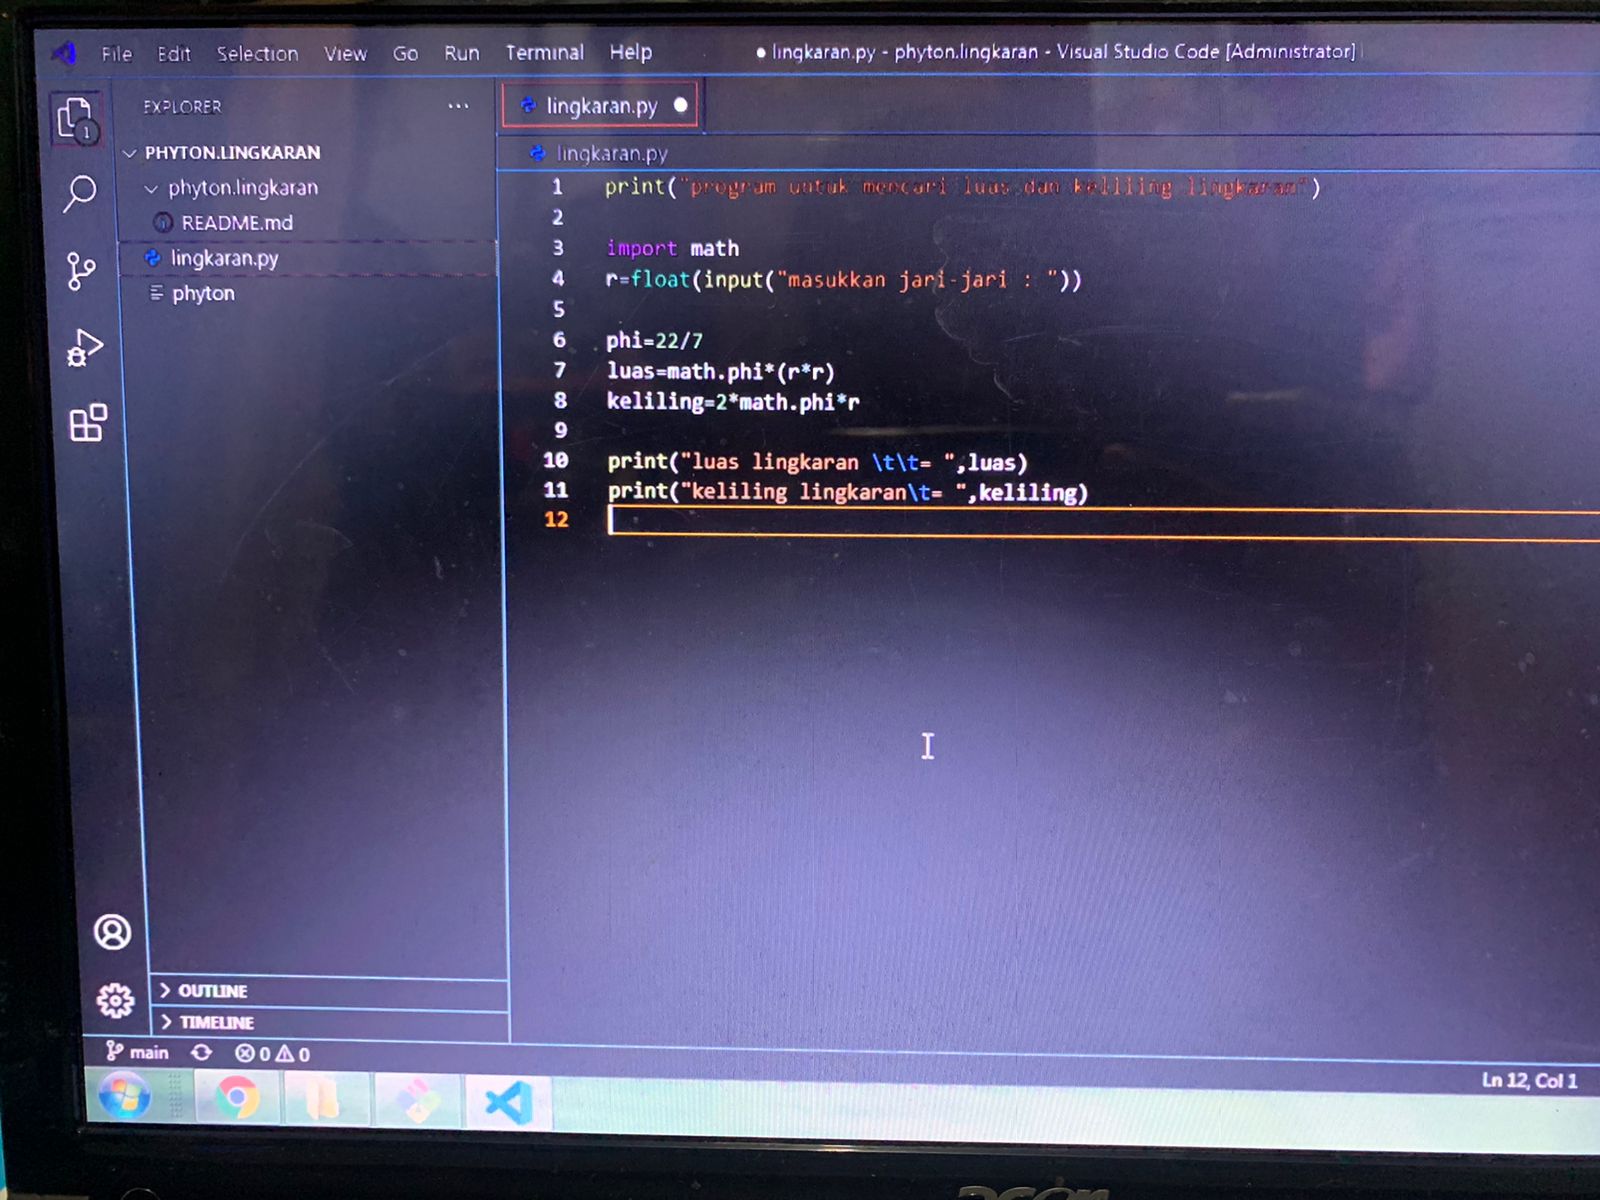 File Edit Selection View Go Run Terminal Help ● lingkaran.py - phyton.lingkaran - Visual Studio Code [Administrator]
EXPLORER ...
PHYTON.LINGKARAN
phyton.lingkaran
README.md
lingkaran.py
phyton
OUTLINE
TIMELINE
1
lingkaran.py ●
lingkaran.py
1 print("program untuk mencari luas dan keliling lingkaran")
2
3 import math
4 r=float(input("masukkan jari-jari : "))
5
6 phi=22/7
7 luas=math.phi*(r*r)
8 keliling=2*math.phi*r
9
10 print("luas lingkaran \t\t= ",luas)
11 print("keliling lingkaran\t= ",keliling)
12
main 0 0
Ln 12, Col 1
acer